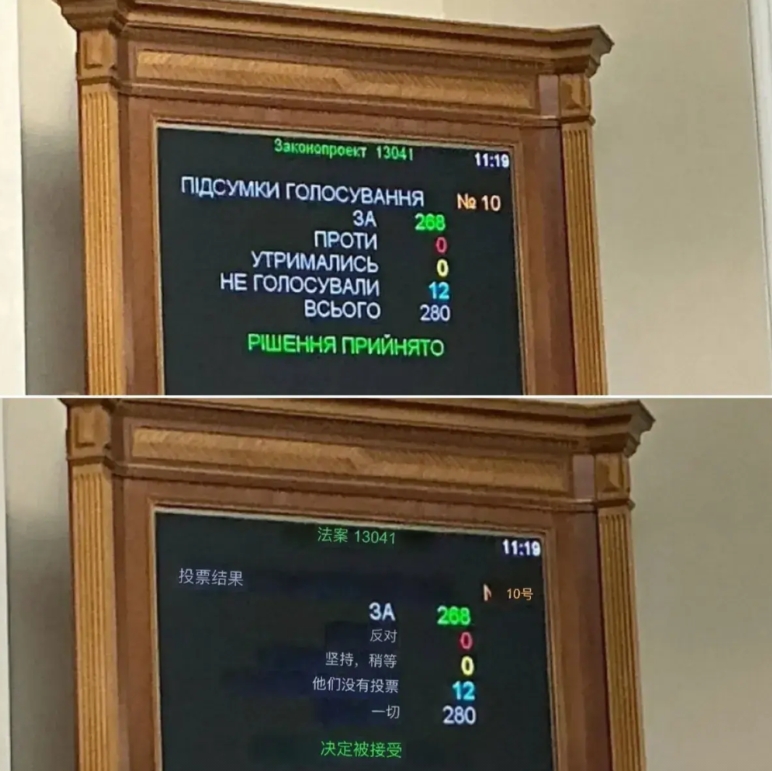 Законопроект 13041
11:19
ПІДСУМКИ ГОЛОСУВАННЯ № 10
ЗА 268
ПРОТИ 0
УТРИМАЛИСЬ 0
НЕ ГОЛОСУВАЛИ 12
ВСЬОГО 280
РІШЕННЯ ПРИЙНЯТО
法案 13041
11:19
投票结果
10号
ЗА 268
反对 0
坚持，稍等 0
他们没有投票 12
一切 280
决定被接受